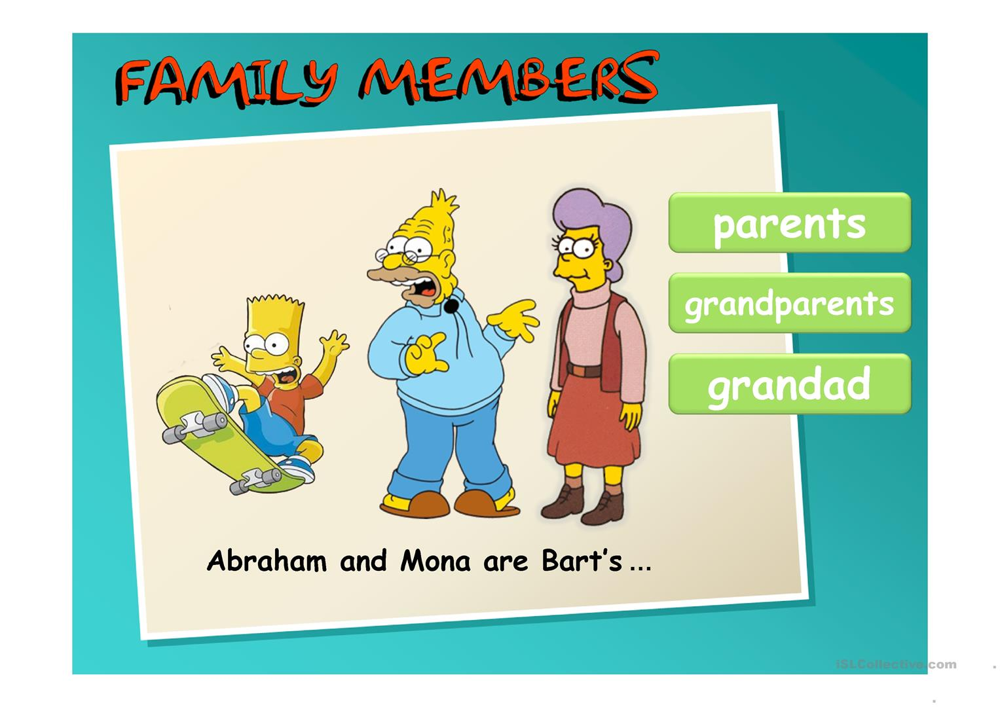 FAMILY MEMBERS
parents
grandparents
grandad
Abraham and Mona are Bart's ...
iSLCollective.com